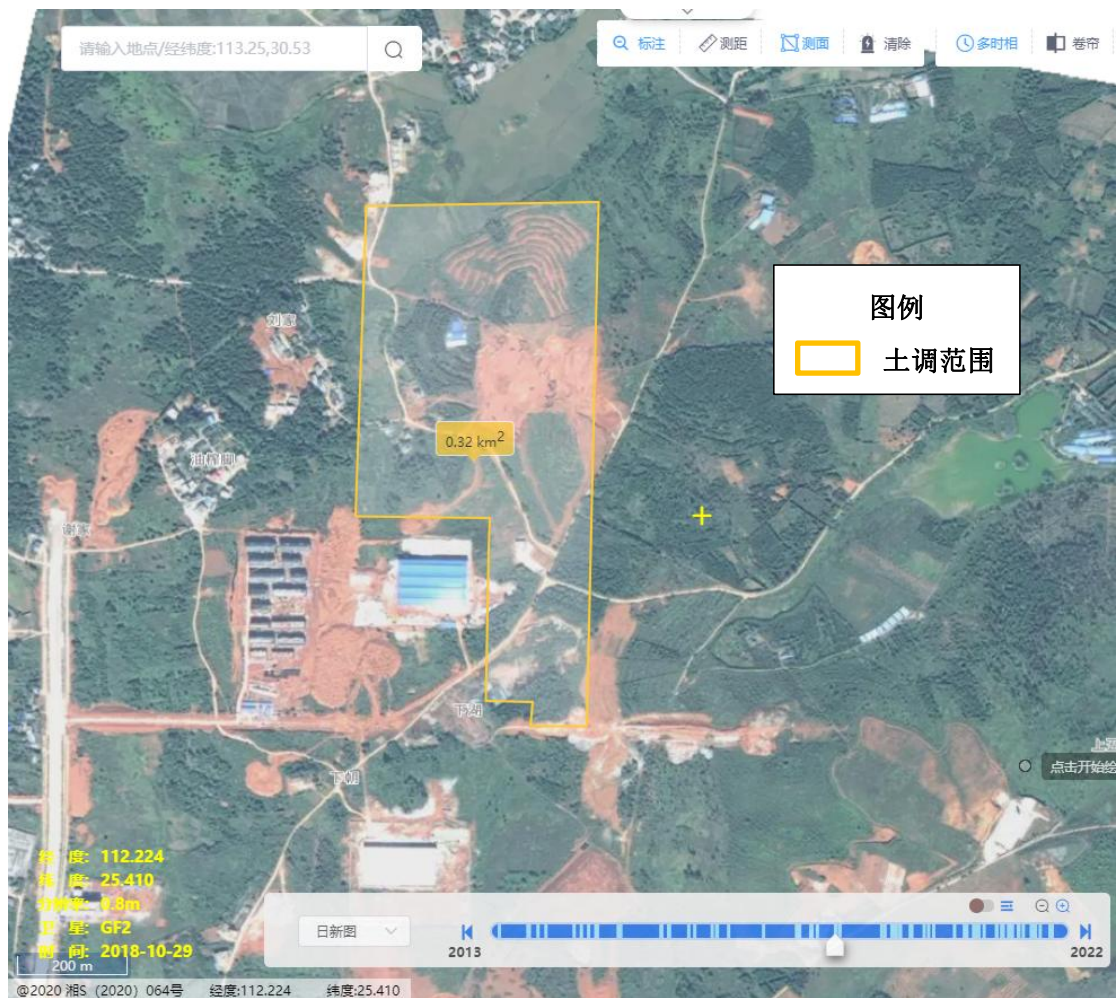 请输入地点/经纬度:113.25,30.53
标注 测距 测面 清除 多时相 卷帘
图例
土调范围
刘家
0.32 km²
油榨脚
谢家
下湖
下朝
点击开始绘
经 度: 112.224
纬 度: 25.410
分辨率: 0.8m
卫 星: GF2
时 间: 2018-10-29
200 m
日新图
2013
2022
@2020 湘S (2020) 064号 经度:112.224 纬度:25.410